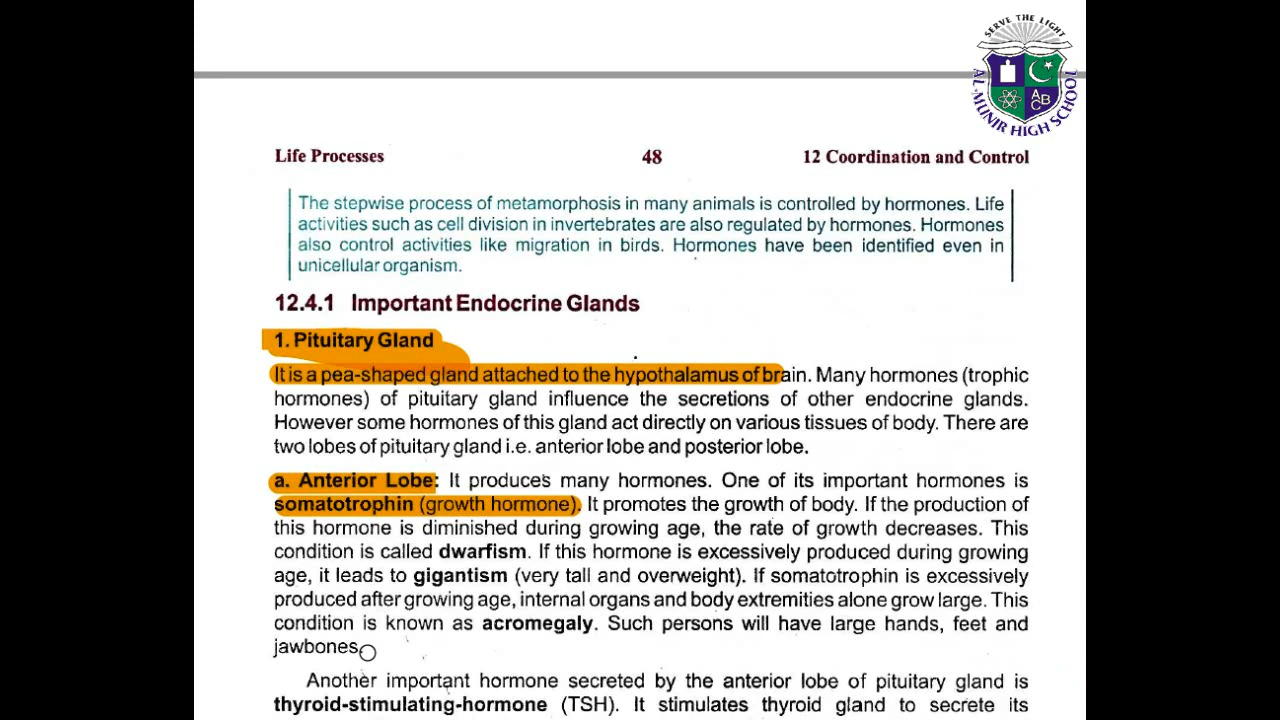 SERVE THE LIGHT
AL-MUNIR HIGH SCHOOL
A
B
C
Life Processes 48 12 Coordination and Control
The stepwise process of metamorphosis in many animals is controlled by hormones. Life
activities such as cell division in invertebrates are also regulated by hormones. Hormones
also control activities like migration in birds. Hormones have been identified even in
unicellular organism.
12.4.1 Important Endocrine Glands
1. Pituitary Gland
It is a pea-shaped gland attached to the hypothalamus of brain. Many hormones (trophic
hormones) of pituitary gland influence the secretions of other endocrine glands.
However some hormones of this gland act directly on various tissues of body. There are
two lobes of pituitary gland i.e. anterior lobe and posterior lobe.
a. Anterior Lobe: It produces many hormones. One of its important hormones is
somatotrophin (growth hormone). It promotes the growth of body. If the production of
this hormone is diminished during growing age, the rate of growth decreases. This
condition is called dwarfism. If this hormone is excessively produced during growing
age, it leads to gigantism (very tall and overweight). If somatotrophin is excessively
produced after growing age, internal organs and body extremities alone grow large. This
condition is known as acromegaly. Such persons will have large hands, feet and
jawbones.
Another important hormone secreted by the anterior lobe of pituitary gland is
thyroid-stimulating-hormone (TSH). It stimulates thyroid gland to secrete its